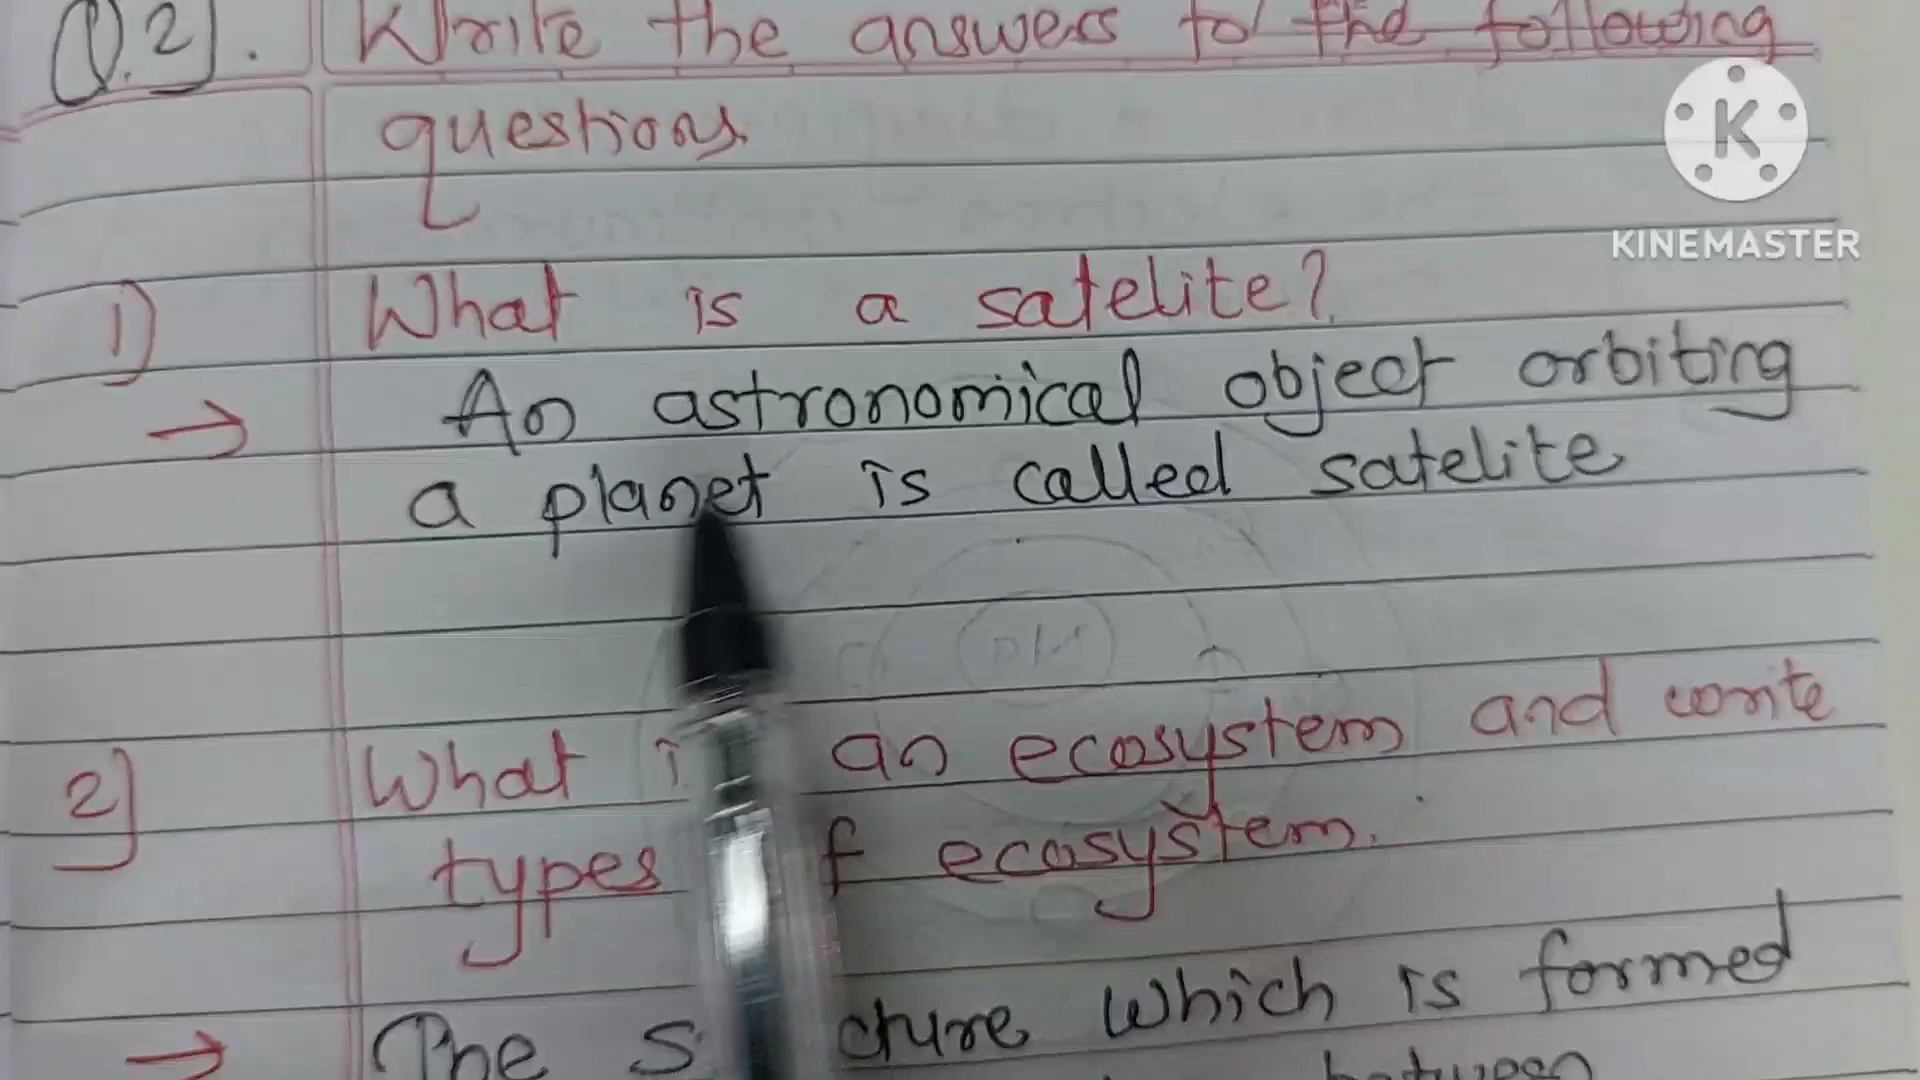 Q.2]. Write the answers to the following
questions.
KINEMASTER
1) What is a satelite?
→ An astronomical object orbiting
a planet is called satelite
2] What an ecosystem and write
types ecosystem.
→ The which is formed
between